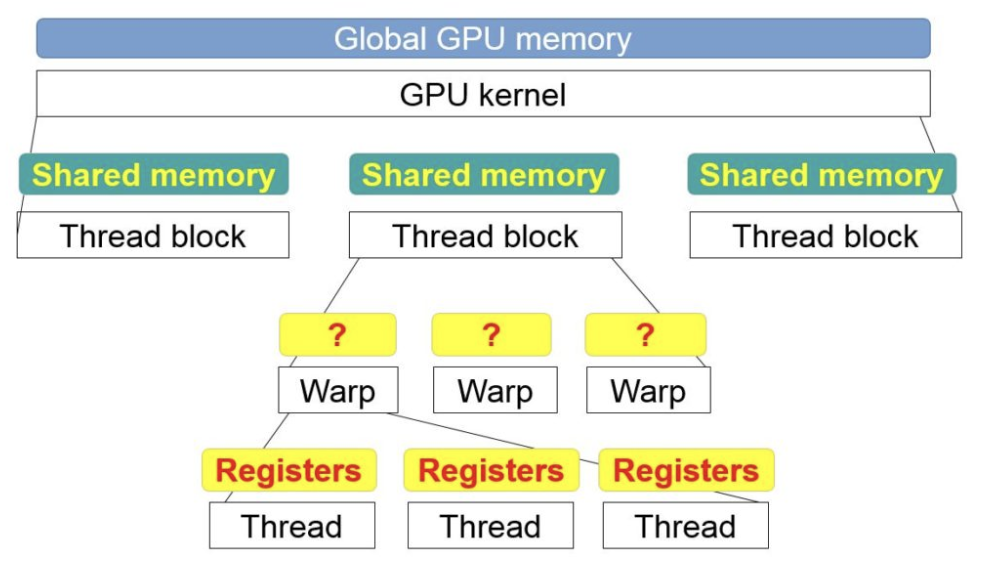 Global GPU memory
GPU kernel
Shared memory Shared memory Shared memory
Thread block Thread block Thread block
? ? ?
Warp Warp Warp
Registers Registers Registers
Thread Thread Thread